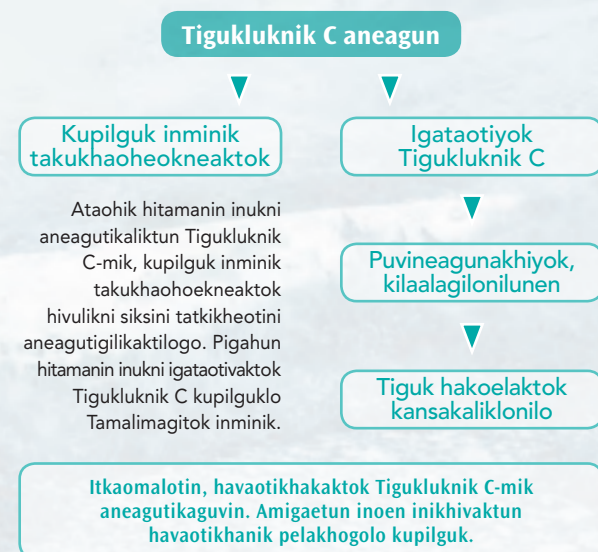 Tigukluknik C aneagun
Kupilguk inminik
takukhaoheokneaktok
Ataohik hitamanin inukni
aneagutikaliktun Tigukluknik
C-mik, kupilguk inminik
takukhaohoekneaktok
hivulikni siksini tatkikheotini
aneagutigilikaktilogo. Pigahun
hitamanin inukni igataotivaktok
Tigukluknik C kupilguklo
Tamalimagitok inminik.
Igataotiyok
Tigukluknik C
Puvineagunakhiyok,
kilaalagilonilunen
Tiguk hakoelaktok
kansakaliklonilo
Itkaomalotin, havaotikhakaktok Tigukluknik C-mik
aneagutikaguvin. Amigaetun inoen inikhivaktun
havaotikhanik pelakhogolo kupilguk.